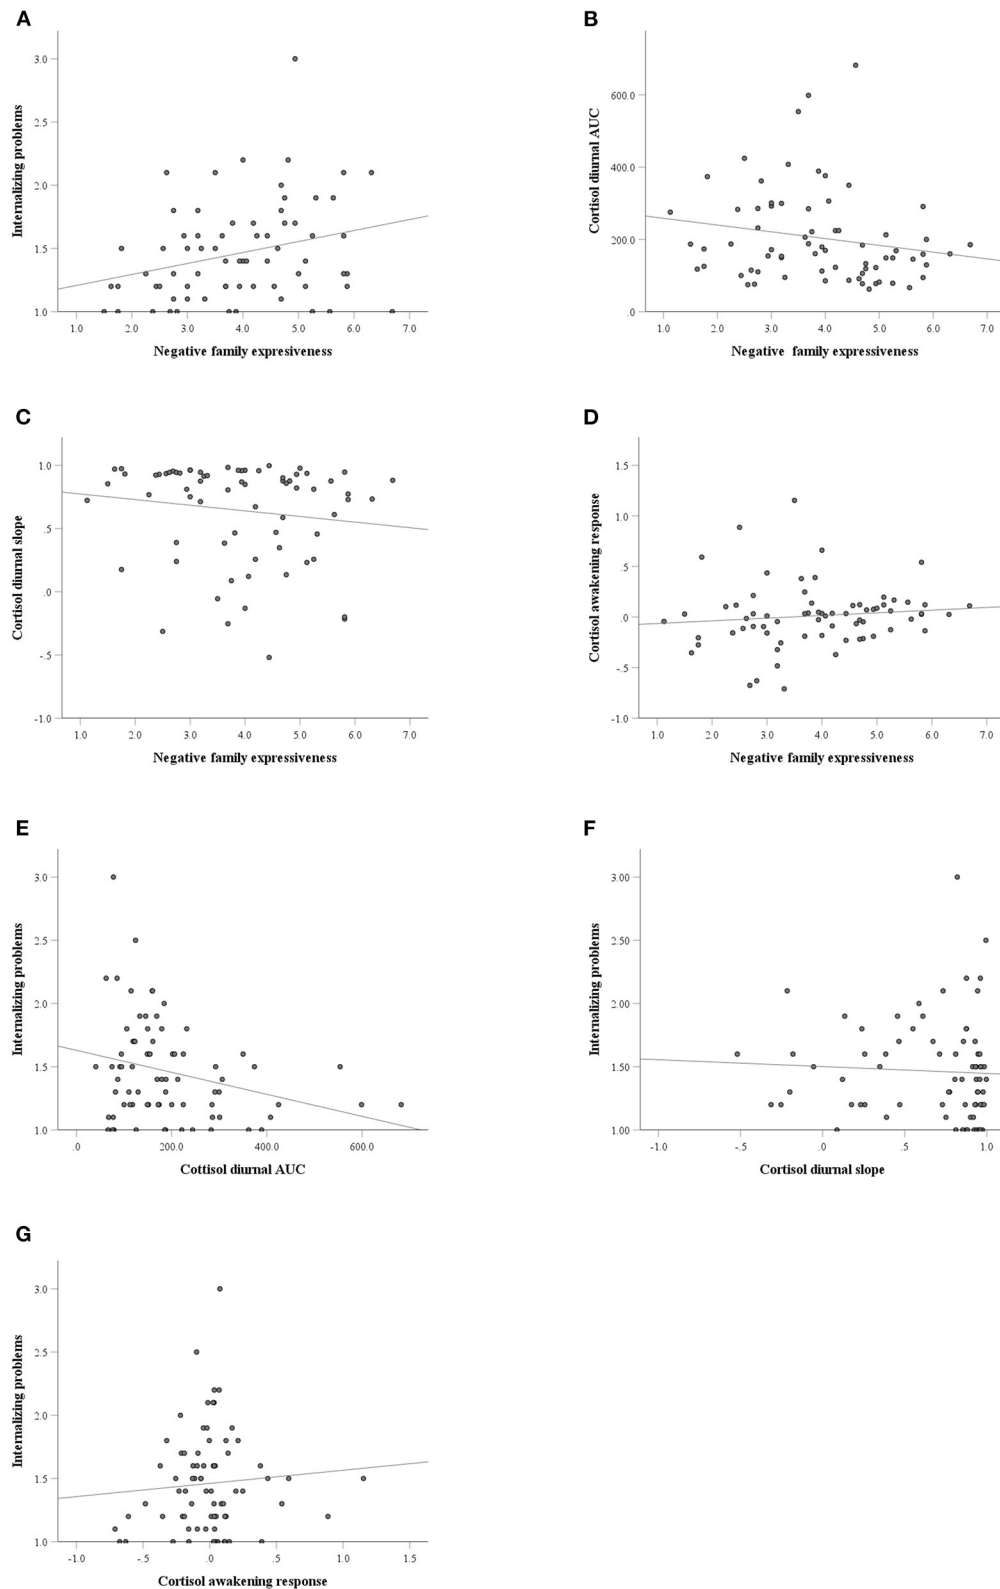 A
3.0
2.5
2.0
1.5
1.0
Internalizing problems
1.0 2.0 3.0 4.0 5.0 6.0 7.0
Negative family expresiveness
B
600.0
400.0
200.0
.0
Cortisol diurnal AUC
1.0 2.0 3.0 4.0 5.0 6.0 7.0
Negative family expressiveness
C
1.0
.5
.0
-.5
-1.0
Cortisol diurnal slope
1.0 2.0 3.0 4.0 5.0 6.0 7.0
Negative family expressiveness
D
1.5
1.0
.5
.0
-.5
-1.0
Cortisol awakening response
1.0 2.0 3.0 4.0 5.0 6.0 7.0
Negative family expressiveness
E
3.0
2.5
2.0
1.5
1.0
Internalizing problems
.0 200.0 400.0 600.0
Cottisol diurnal AUC
F
3.00
2.50
2.00
1.50
1.00
Internalizing problems
-1.0 -.5 .0 .5 1.0
Cortisol diurnal slope
G
3.0
2.5
2.0
1.5
1.0
Internalizing problems
-1.0 -.5 .0 .5 1.0 1.5
Cortisol awakening response